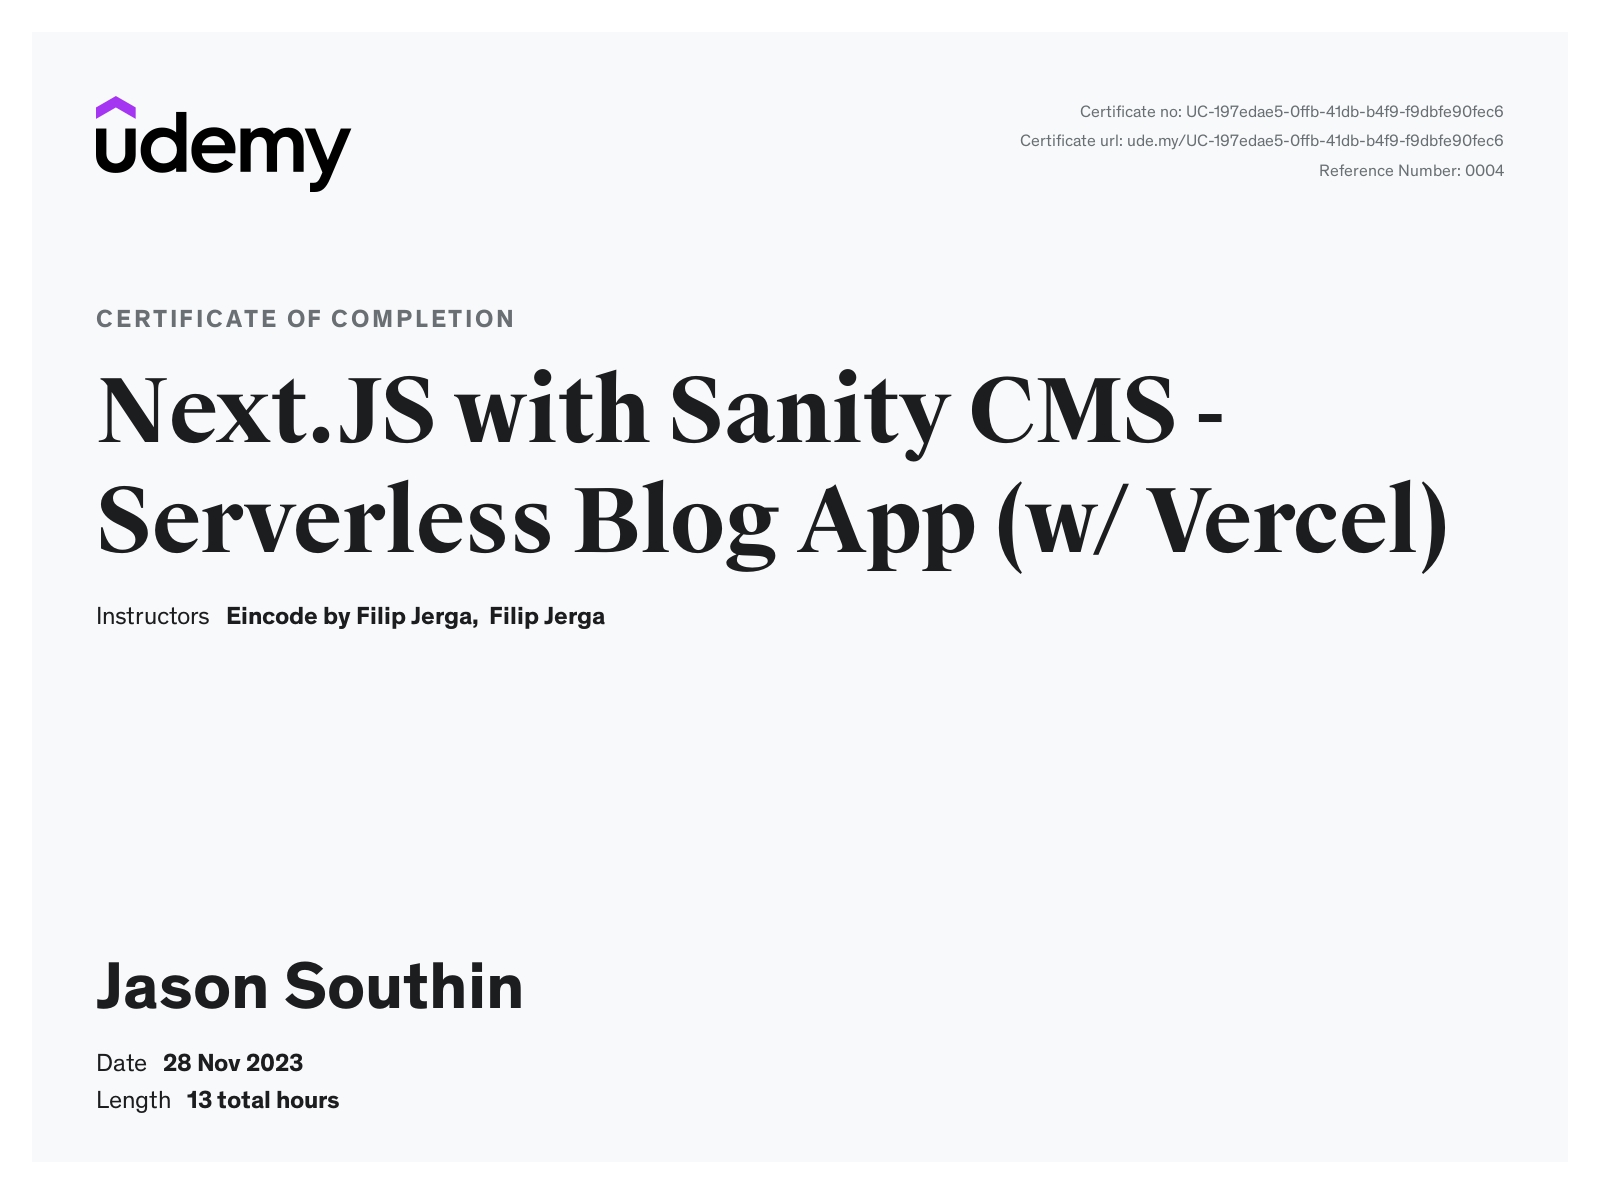 udemy
Certificate no: UC-197edae5-0ffb-41db-b4f9-f9dbfe90fec6
Certificate url: ude.my/UC-197edae5-0ffb-41db-b4f9-f9dbfe90fec6
Reference Number: 0004
CERTIFICATE OF COMPLETION
Next.JS with Sanity CMS -
Serverless Blog App (w/ Vercel)
Instructors Eincode by Filip Jerga, Filip Jerga
Jason Southin
Date 28 Nov 2023
Length 13 total hours